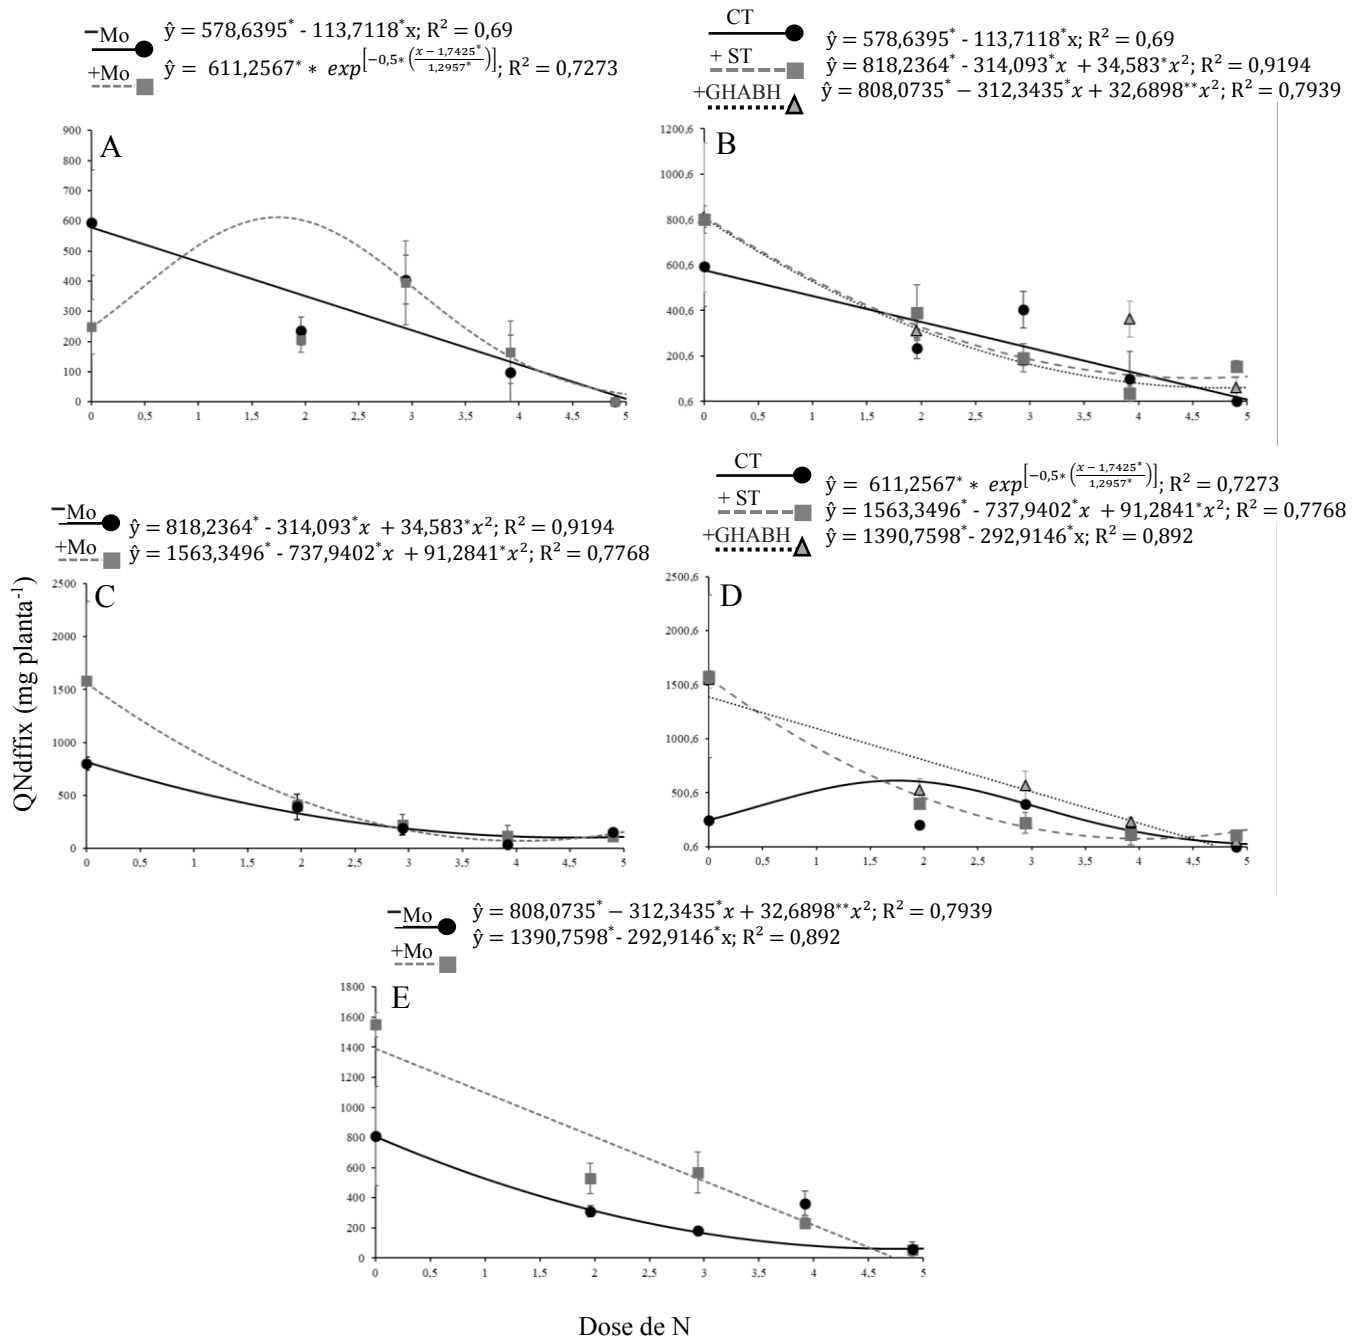 −Mo ŷ = 578,6395* - 113,7118*x; R² = 0,69
+Mo ŷ = 611,2567* * exp^[−0,5*((x − 1,7425*)/1,2957*)]; R² = 0,7273
CT ŷ = 578,6395* - 113,7118*x; R² = 0,69
+ ST ŷ = 818,2364* - 314,093*x + 34,583*x²; R² = 0,9194
+GHABH ŷ = 808,0735* − 312,3435*x + 32,6898**x²; R² = 0,7939
A
900
800
700
600
500
400
300
200
100
0
0 0,5 1 1,5 2 2,5 3 3,5 4 4,5 5
B
1200,6
1000,6
800,6
600,6
400,6
200,6
0,6
0 0,5 1 1,5 2 2,5 3 3,5 4 4,5 5
−Mo ŷ = 818,2364* - 314,093*x + 34,583*x²; R² = 0,9194
+Mo ŷ = 1563,3496* - 737,9402*x + 91,2841*x²; R² = 0,7768
CT ŷ = 611,2567* * exp^[−0,5*((x − 1,7425*)/1,2957*)]; R² = 0,7273
+ ST ŷ = 1563,3496* - 737,9402*x + 91,2841*x²; R² = 0,7768
+GHABH ŷ = 1390,7598* - 292,9146*x; R² = 0,892
QNdffix (mg planta⁻¹)
C
2500
2000
1500
1000
500
0
0 0,5 1 1,5 2 2,5 3 3,5 4 4,5 5
D
2500,6
2000,6
1500,6
1000,6
500,6
0,6
0 0,5 1 1,5 2 2,5 3 3,5 4 4,5 5
−Mo ŷ = 808,0735* − 312,3435*x + 32,6898**x²; R² = 0,7939
+Mo ŷ = 1390,7598* - 292,9146*x; R² = 0,892
E
1800
1600
1400
1200
1000
800
600
400
200
0
0 0,5 1 1,5 2 2,5 3 3,5 4 4,5 5
Dose de N